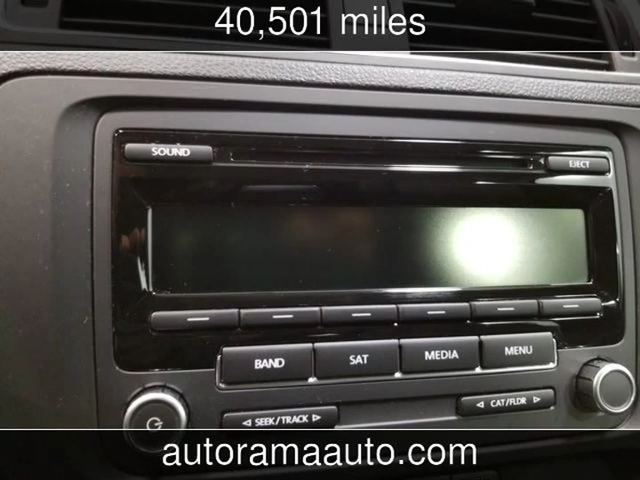 40,501 miles
SOUND
EJECT
BAND
SAT
MEDIA
MENU
SEEK/TRACK
CAT/FLDR
autoramaauto.com